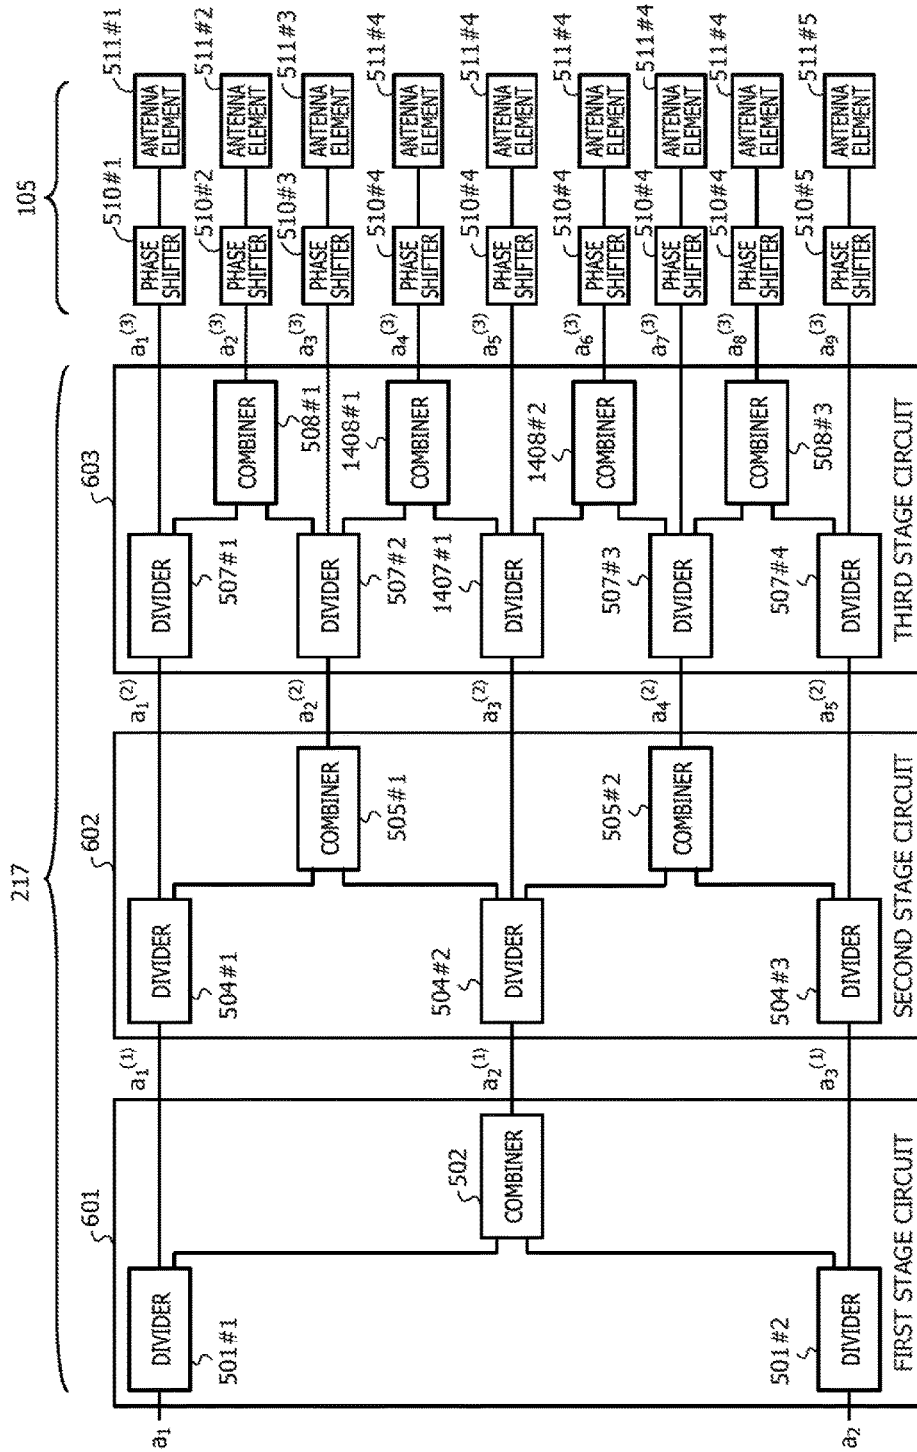 217
105
601
602
603
a1
a2
DIVIDER
501#1
DIVIDER
501#2
COMBINER
502
FIRST STAGE CIRCUIT
a1(1)
a2(1)
a3(1)
DIVIDER
504#1
DIVIDER
504#2
DIVIDER
504#3
COMBINER
505#1
COMBINER
505#2
SECOND STAGE CIRCUIT
a1(2)
a2(2)
a3(2)
a4(2)
a5(2)
DIVIDER
507#1
DIVIDER
507#2
DIVIDER
1407#1
DIVIDER
507#3
DIVIDER
507#4
COMBINER
508#1
COMBINER
1408#1
COMBINER
1408#2
COMBINER
508#3
THIRD STAGE CIRCUIT
a1(3)
a2(3)
a3(3)
a4(3)
a5(3)
a6(3)
a7(3)
a8(3)
a9(3)
510#1
PHASE
SHIFTER
510#2
PHASE
SHIFTER
510#3
PHASE
SHIFTER
510#4
PHASE
SHIFTER
510#4
PHASE
SHIFTER
510#4
PHASE
SHIFTER
510#4
PHASE
SHIFTER
510#4
PHASE
SHIFTER
510#5
PHASE
SHIFTER
511#1
ANTENNA
ELEMENT
511#2
ANTENNA
ELEMENT
511#3
ANTENNA
ELEMENT
511#4
ANTENNA
ELEMENT
511#4
ANTENNA
ELEMENT
511#4
ANTENNA
ELEMENT
511#4
ANTENNA
ELEMENT
511#4
ANTENNA
ELEMENT
511#5
ANTENNA
ELEMENT